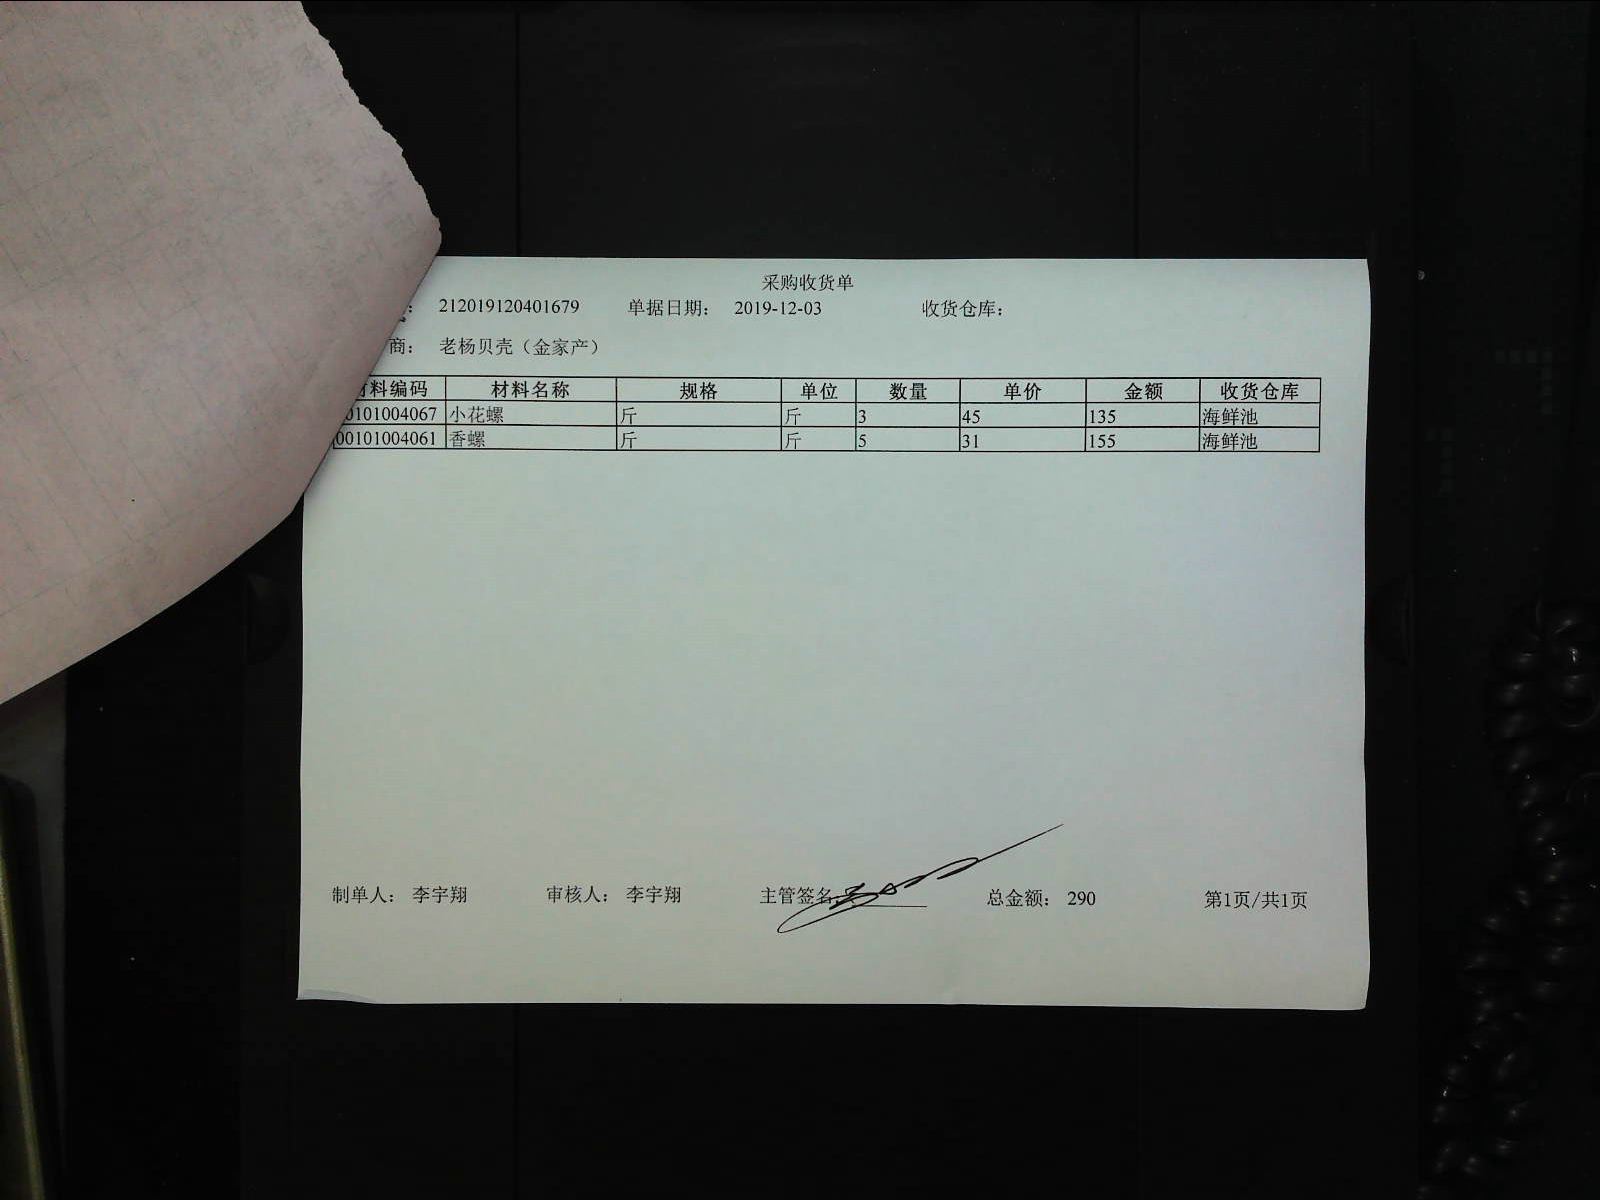 采购收货单
: 212019120401679 单据日期: 2019-12-03 收货仓库:
商: 老杨贝壳（金家产）
料编码 材料名称 规格 单位 数量 单价 金额 收货仓库
0101004067 小花螺 斤 斤 3 45 135 海鲜池
00101004061 香螺 斤 斤 5 31 155 海鲜池
制单人: 李宇翔 审核人: 李宇翔 主管签名: 总金额: 290 第1页/共1页